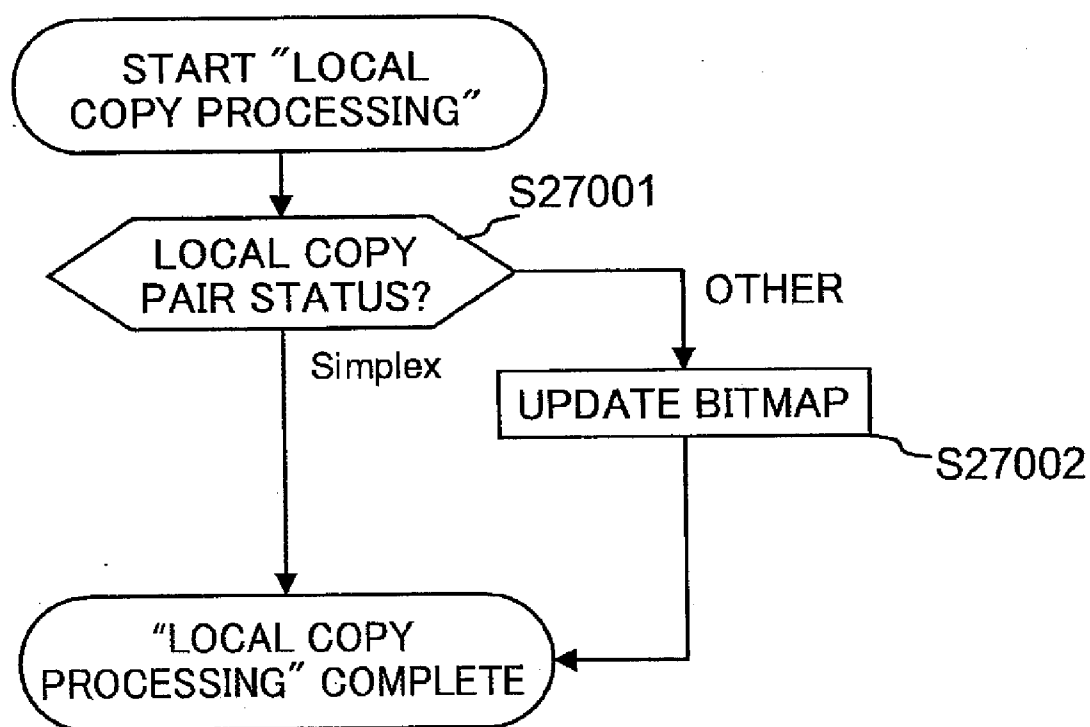 START "LOCAL
COPY PROCESSING"
S27001
LOCAL COPY
PAIR STATUS?
OTHER
Simplex
UPDATE BITMAP
S27002
"LOCAL COPY
PROCESSING" COMPLETE